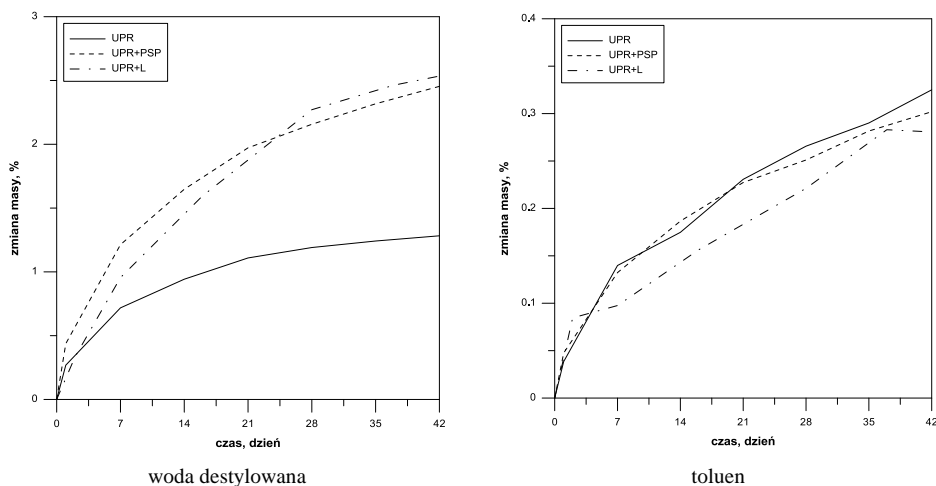 3
2
1
0
zmiana masy, %
UPR
UPR+PSP
UPR+L
0 7 14 21 28 35 42
czas, dzień
woda destylowana
0.4
0.3
0.2
0.1
0
zmiana masy, %
UPR
UPR+PSP
UPR+L
0 7 14 21 28 35 42
czas, dzień
toluen